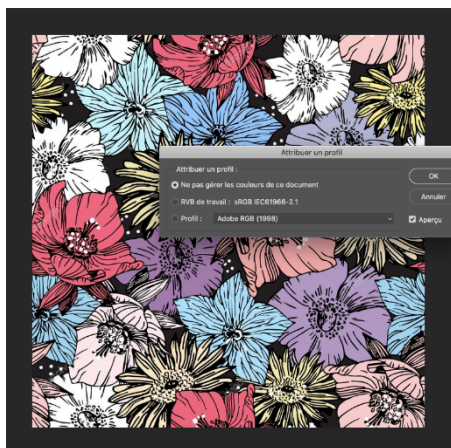 Attribuer un profil
Attribuer un profil :
Ne pas gérer les couleurs de ce document
RVB de travail : sRGB IEC61966-2.1
Profil : Adobe RGB (1998)
OK
Annuler
Aperçu